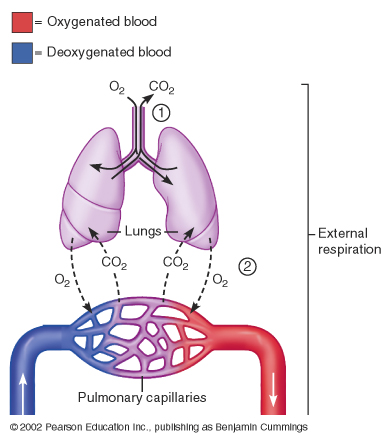 = Oxygenated blood
= Deoxygenated blood
O₂ CO₂
①
Lungs
External
respiration
CO₂ CO₂
②
O₂ O₂
Pulmonary capillaries
© 2002 Pearson Education Inc., publishing as Benjamin Cummings